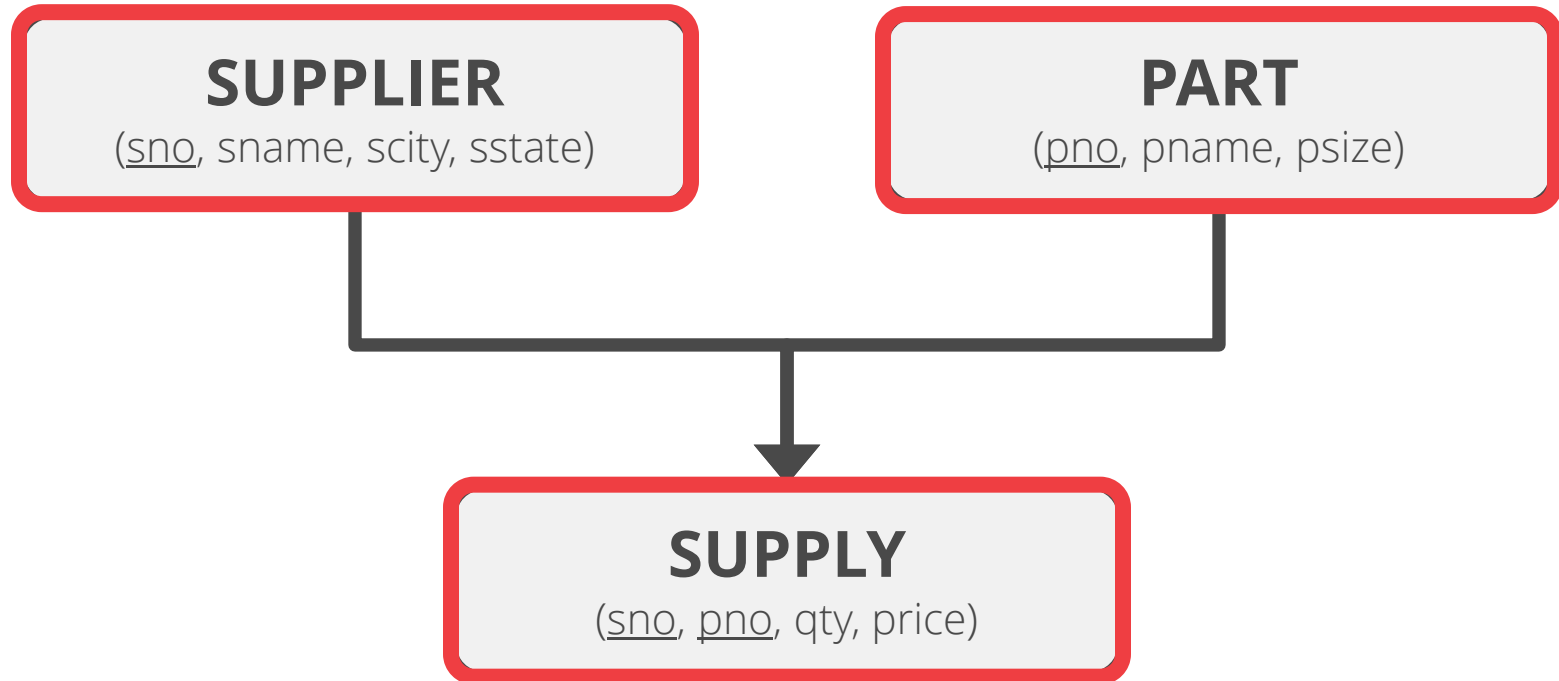 SUPPLIER
(sno, sname, scity, sstate)
PART
(pno, pname, psize)
SUPPLY
(sno, pno, qty, price)